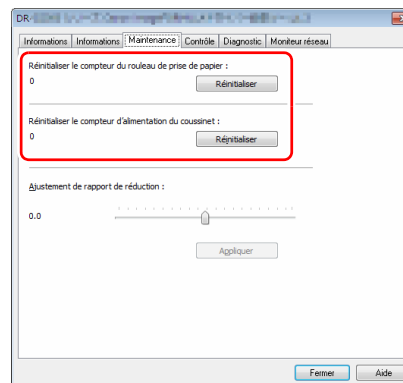 DR-
Informations Informations Maintenance Contrôle Diagnostic Moniteur réseau
Réinitialiser le compteur du rouleau de prise de papier :
0 Réinitialiser
Réinitialiser le compteur d'alimentation du coussinet :
0 Réinitialiser
Ajustement de rapport de réduction :
0.0
Appliquer
Fermer Aide